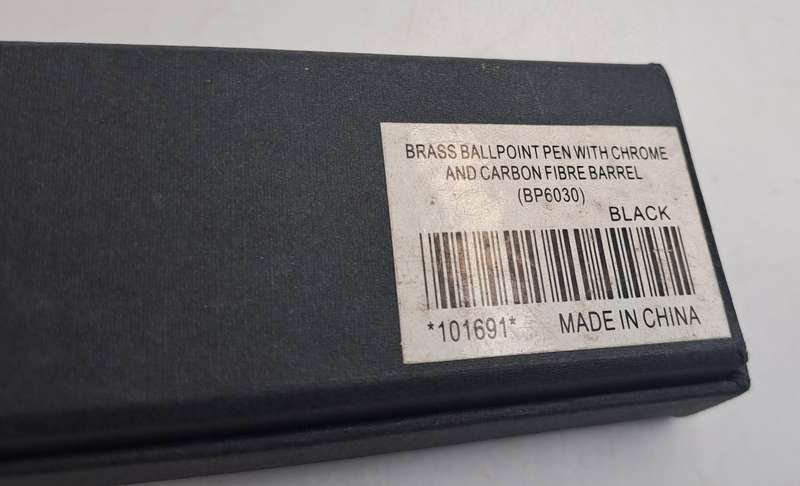 BRASS BALLPOINT PEN WITH CHROME
AND CARBON FIBRE BARREL
(BP6030)
BLACK
*101691*
MADE IN CHINA